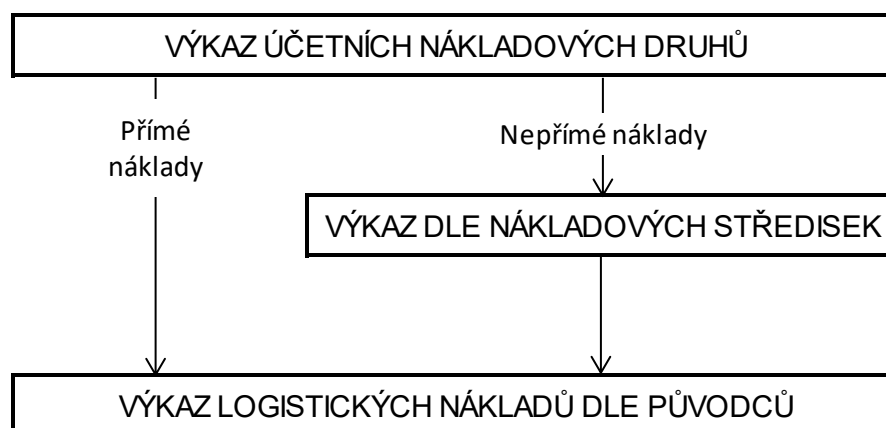 VÝKAZ ÚČETNÍCH NÁKLADOVÝCH DRUHŮ
Přímé
náklady
Nepřímé náklady
VÝKAZ DLE NÁKLADOVÝCH STŘEDISEK
VÝKAZ LOGISTICKÝCH NÁKLADŮ DLE PŮVODCŮ